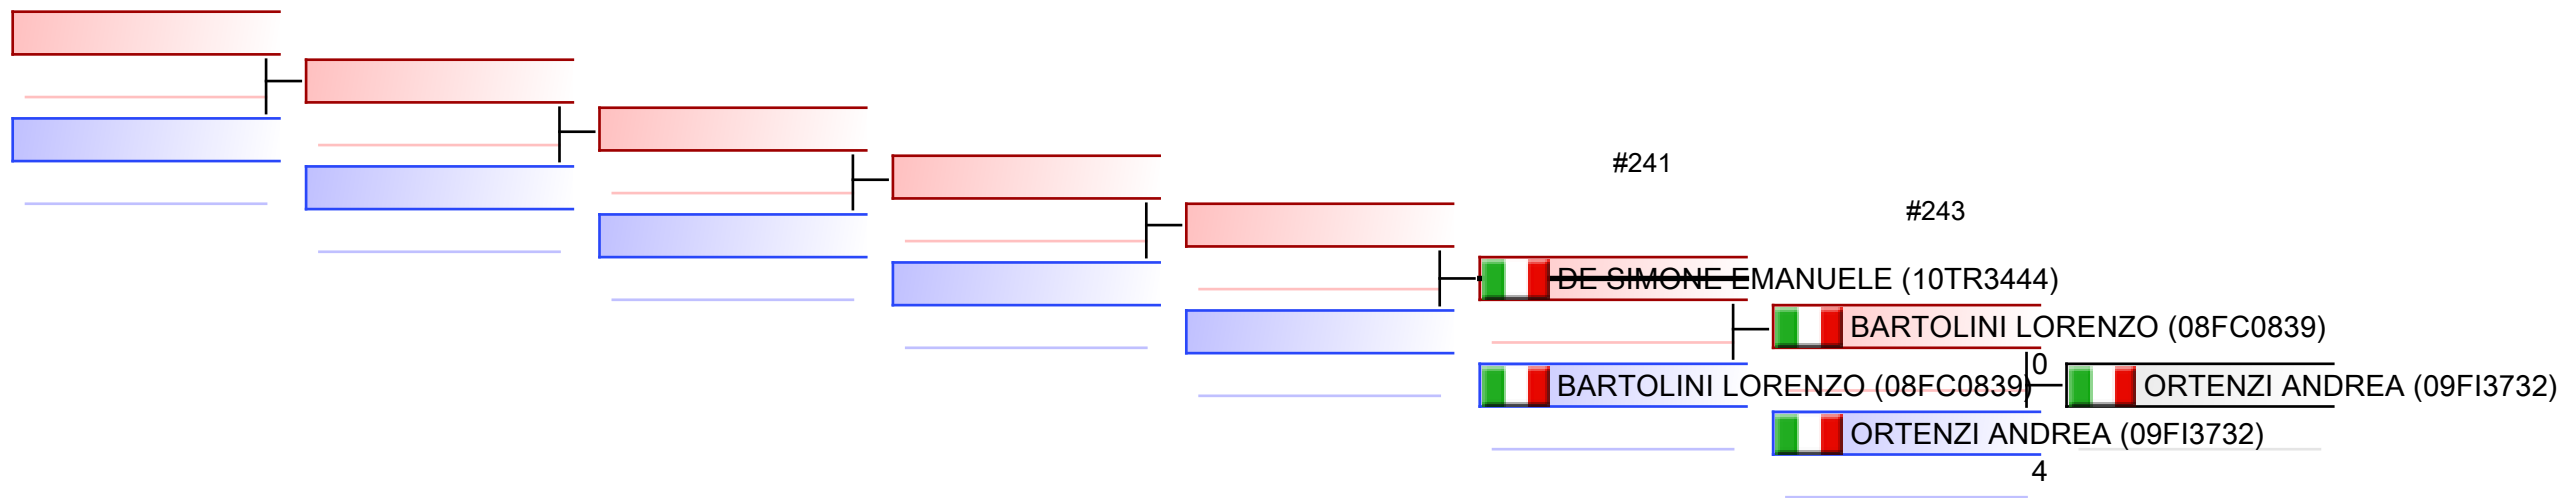 #241
#243
DE SIMONE EMANUELE (10TR3444)
BARTOLINI LORENZO (08FC0839)
0
BARTOLINI LORENZO (08FC0839)
ORTENZI ANDREA (09FI3732)
ORTENZI ANDREA (09FI3732)
4